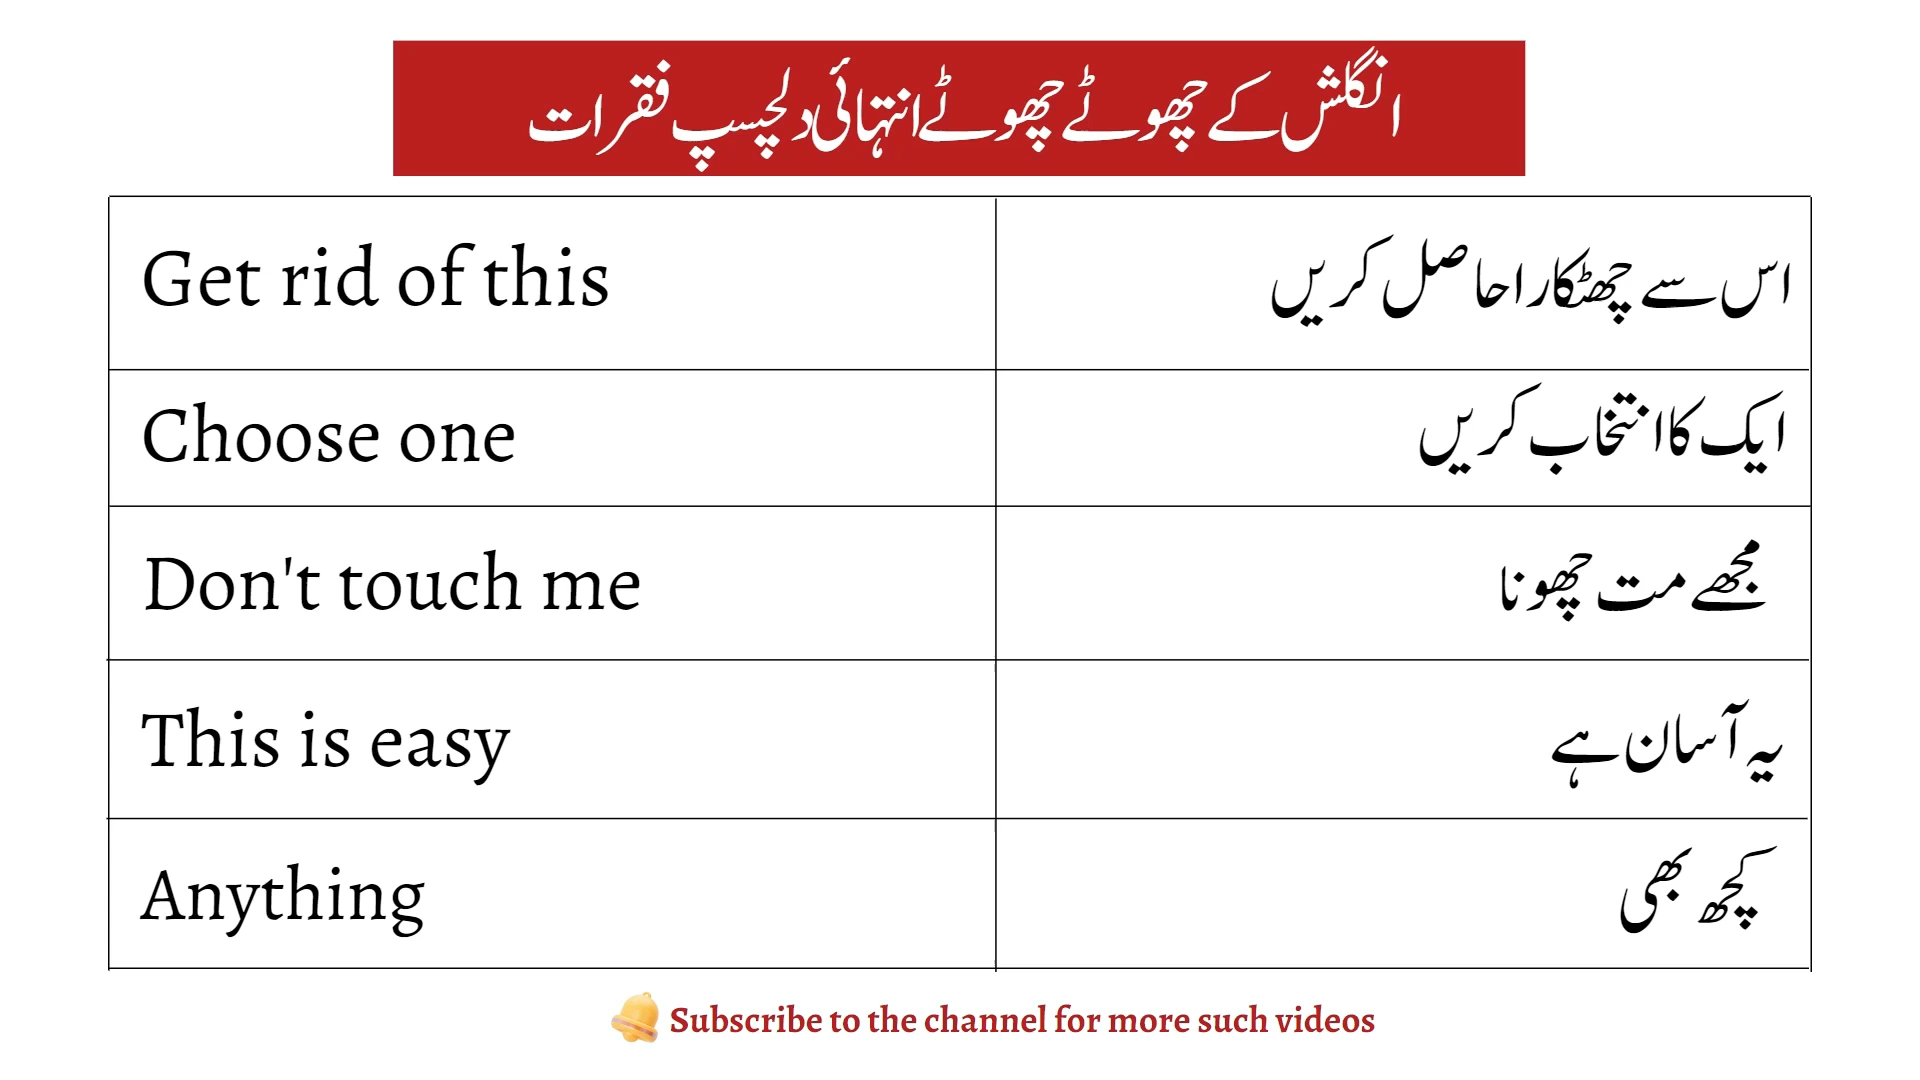 انگلش کے چھوٹے چھوٹے انتہائی دلچسپ فقرات
Get rid of this
اس سے چھٹکارا حاصل کریں
Choose one
ایک کا انتخاب کریں
Don't touch me
مجھے مت چھونا
This is easy
یہ آسان ہے
Anything
کچھ بھی
Subscribe to the channel for more such videos